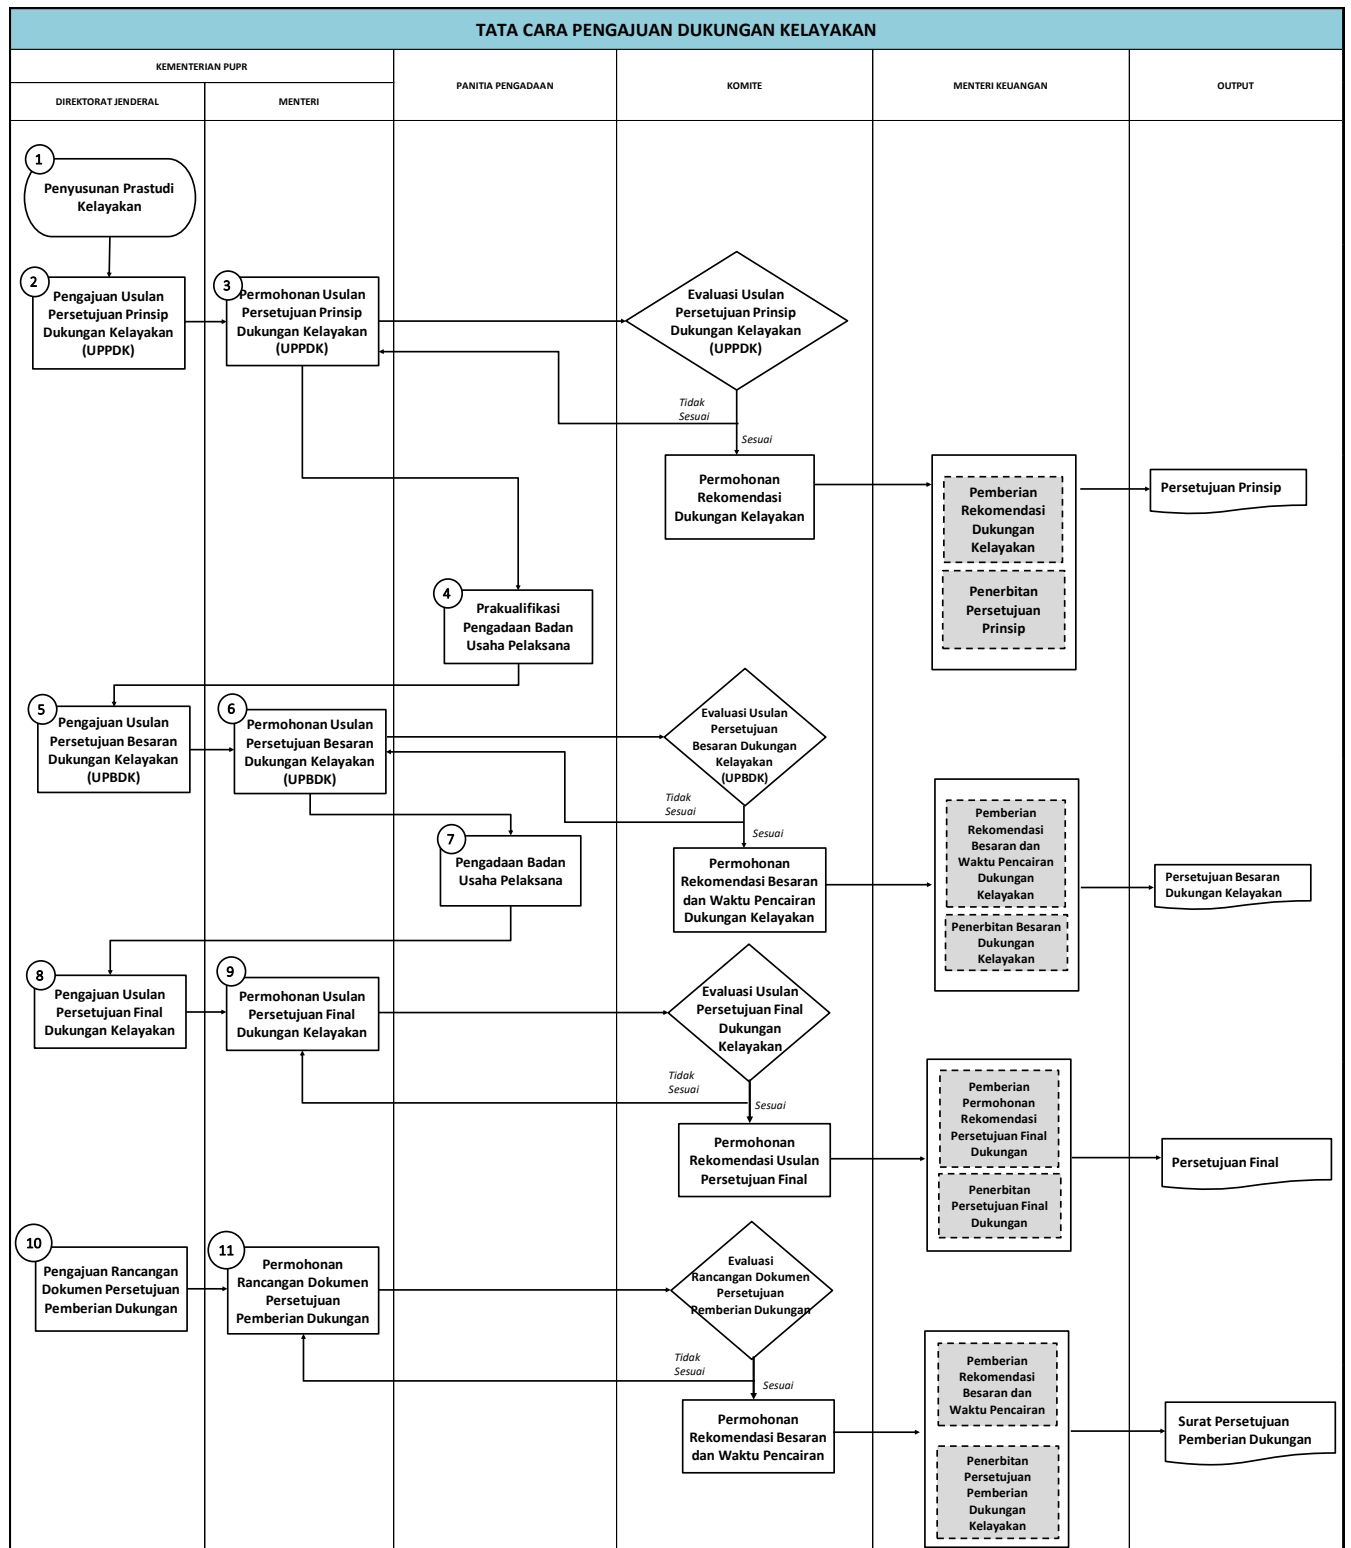 TATA CARA PENGAJUAN DUKUNGAN KELAYAKAN
KEMENTERIAN PUPR
DIREKTORAT JENDERAL
MENTERI
PANITIA PENGADAAN
KOMITE
MENTERI KEUANGAN
OUTPUT
1
Penyusunan Prastudi
Kelayakan
2
Pengajuan Usulan
Persetujuan Prinsip
Dukungan Kelayakan
(UPPDK)
3
Permohonan Usulan
Persetujuan Prinsip
Dukungan Kelayakan
(UPPDK)
Evaluasi Usulan
Persetujuan Prinsip
Dukungan Kelayakan
(UPPDK)
Tidak
Sesuai
Sesuai
Permohonan
Rekomendasi
Dukungan Kelayakan
Pemberian
Rekomendasi
Dukungan
Kelayakan
Penerbitan
Persetujuan
Prinsip
Persetujuan Prinsip
4
Prakualifikasi
Pengadaan Badan
Usaha Pelaksana
5
Pengajuan Usulan
Persetujuan Besaran
Dukungan Kelayakan
(UPBDK)
6
Permohonan Usulan
Persetujuan Besaran
Dukungan Kelayakan
(UPBDK)
Evaluasi Usulan
Persetujuan
Besaran Dukungan
Kelayakan
(UPBDK)
Tidak
Sesuai
Sesuai
7
Pengadaan Badan
Usaha Pelaksana
Permohonan
Rekomendasi Besaran
dan Waktu Pencairan
Dukungan Kelayakan
Pemberian
Rekomendasi
Besaran dan
Waktu Pencairan
Dukungan
Kelayakan
Penerbitan Besaran
Dukungan
Kelayakan
Persetujuan Besaran
Dukungan Kelayakan
8
Pengajuan Usulan
Persetujuan Final
Dukungan Kelayakan
9
Permohonan Usulan
Persetujuan Final
Dukungan Kelayakan
Evaluasi Usulan
Persetujuan Final
Dukungan
Kelayakan
Tidak
Sesuai
Sesuai
Permohonan
Rekomendasi Usulan
Persetujuan Final
Pemberian
Permohonan
Rekomendasi
Persetujuan Final
Dukungan
Penerbitan
Persetujuan Final
Dukungan
Persetujuan Final
10
Pengajuan Rancangan
Dokumen Persetujuan
Pemberian Dukungan
11
Permohonan
Rancangan Dokumen
Persetujuan
Pemberian Dukungan
Evaluasi
Rancangan Dokumen
Persetujuan
Pemberian Dukungan
Tidak
Sesuai
Sesuai
Permohonan
Rekomendasi Besaran
dan Waktu Pencairan
Pemberian
Rekomendasi
Besaran dan
Waktu Pencairan
Penerbitan
Persetujuan
Pemberian
Dukungan
Kelayakan
Surat Persetujuan
Pemberian Dukungan